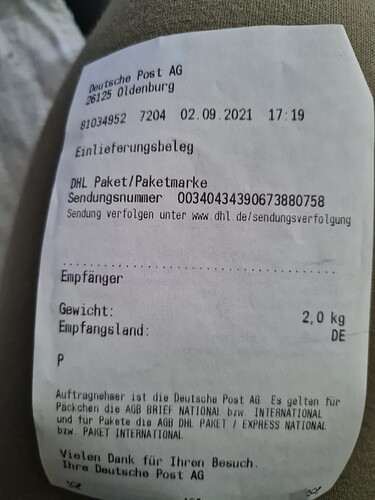 Deutsche Post AG
26125 Oldenburg
81034952 7204 02.09.2021 17:19
Einlieferungsbeleg
DHL Paket/Paketmarke
Sendungsnummer 00340434390673880758
Sendung verfolgen unter www.dhl.de/sendungsverfolgung
Empfänger
Gewicht: 2,0 kg
Empfangsland: DE
P
Auftragnehmer ist die Deutsche Post AG. Es gelten für
Päckchen die AGB BRIEF NATIONAL bzw. INTERNATIONAL
und für Pakete die AGB DHL PAKET / EXPRESS NATIONAL
bzw. PAKET INTERNATIONAL
Vielen Dank für Ihren Besuch.
Ihre Deutsche Post AG